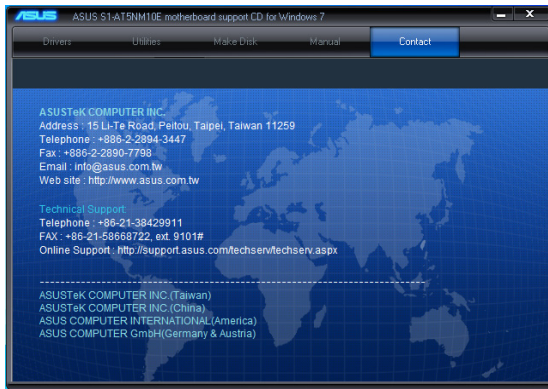 ASUS ASUS S1-AT5NM10E motherboard support CD for Windows 7
Drivers Utilities Make Disk Manual Contact
ASUSTeK COMPUTER INC.
Address : 15 Li-Te Road, Peitou, Taipei, Taiwan 11259
Telephone : +886-2-2894-3447
Fax : +886-2-2890-7798
Email : info@asus.com.tw
Web site : http://www.asus.com.tw
Technical Support
Telephone : +86-21-38429911
FAX : +86-21-58668722, ext. 9101#
Online Support : http://support.asus.com/techserv/techserv.aspx
ASUSTeK COMPUTER INC.(Taiwan)
ASUSTeK COMPUTER INC.(China)
ASUS COMPUTER INTERNATIONAL(America)
ASUS COMPUTER GmbH(Germany & Austria)